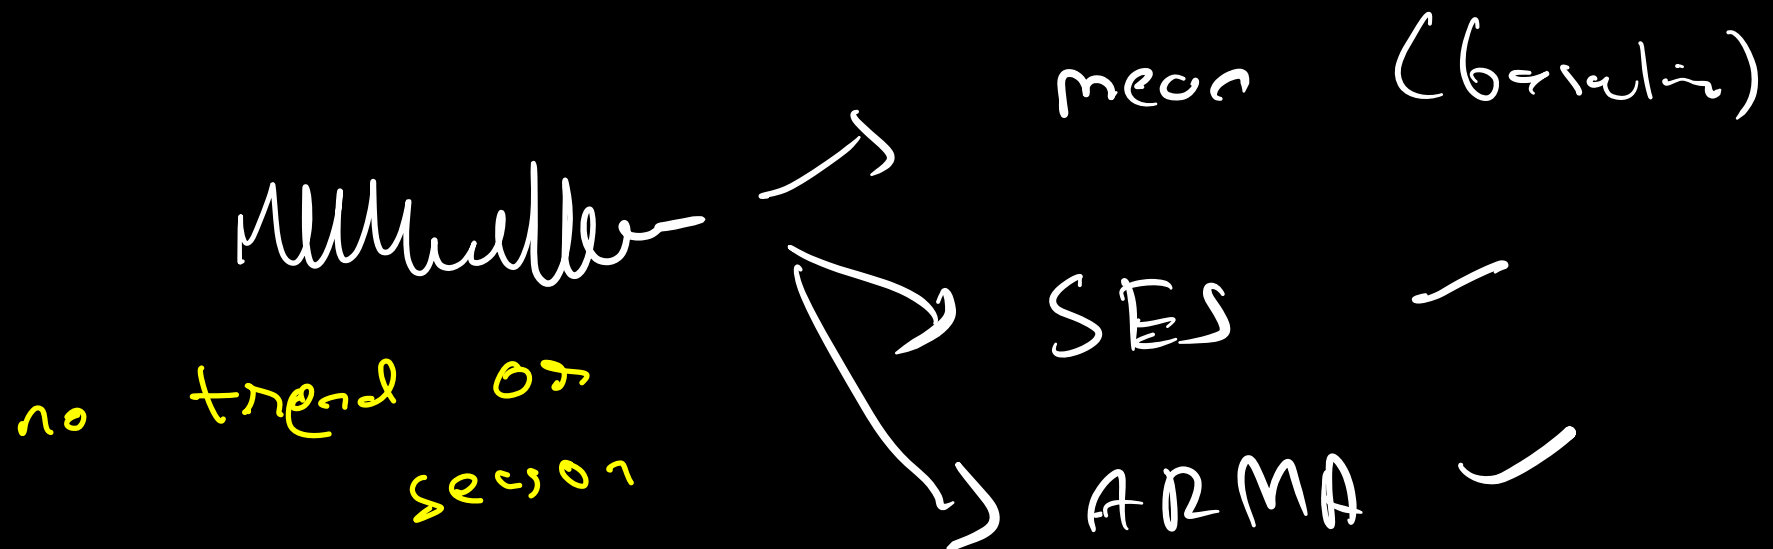 mean (baseline)
SES
no trend or
season
ARMA